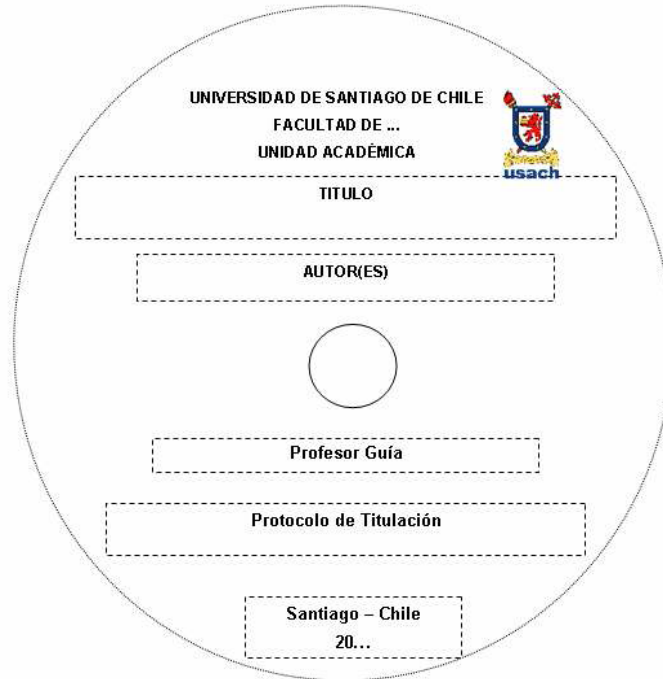 UNIVERSIDAD DE SANTIAGO DE CHILE
FACULTAD DE ...
UNIDAD ACADÉMICA
usach
TITULO
AUTOR(ES)
Profesor Guía
Protocolo de Titulación
Santiago – Chile
20...